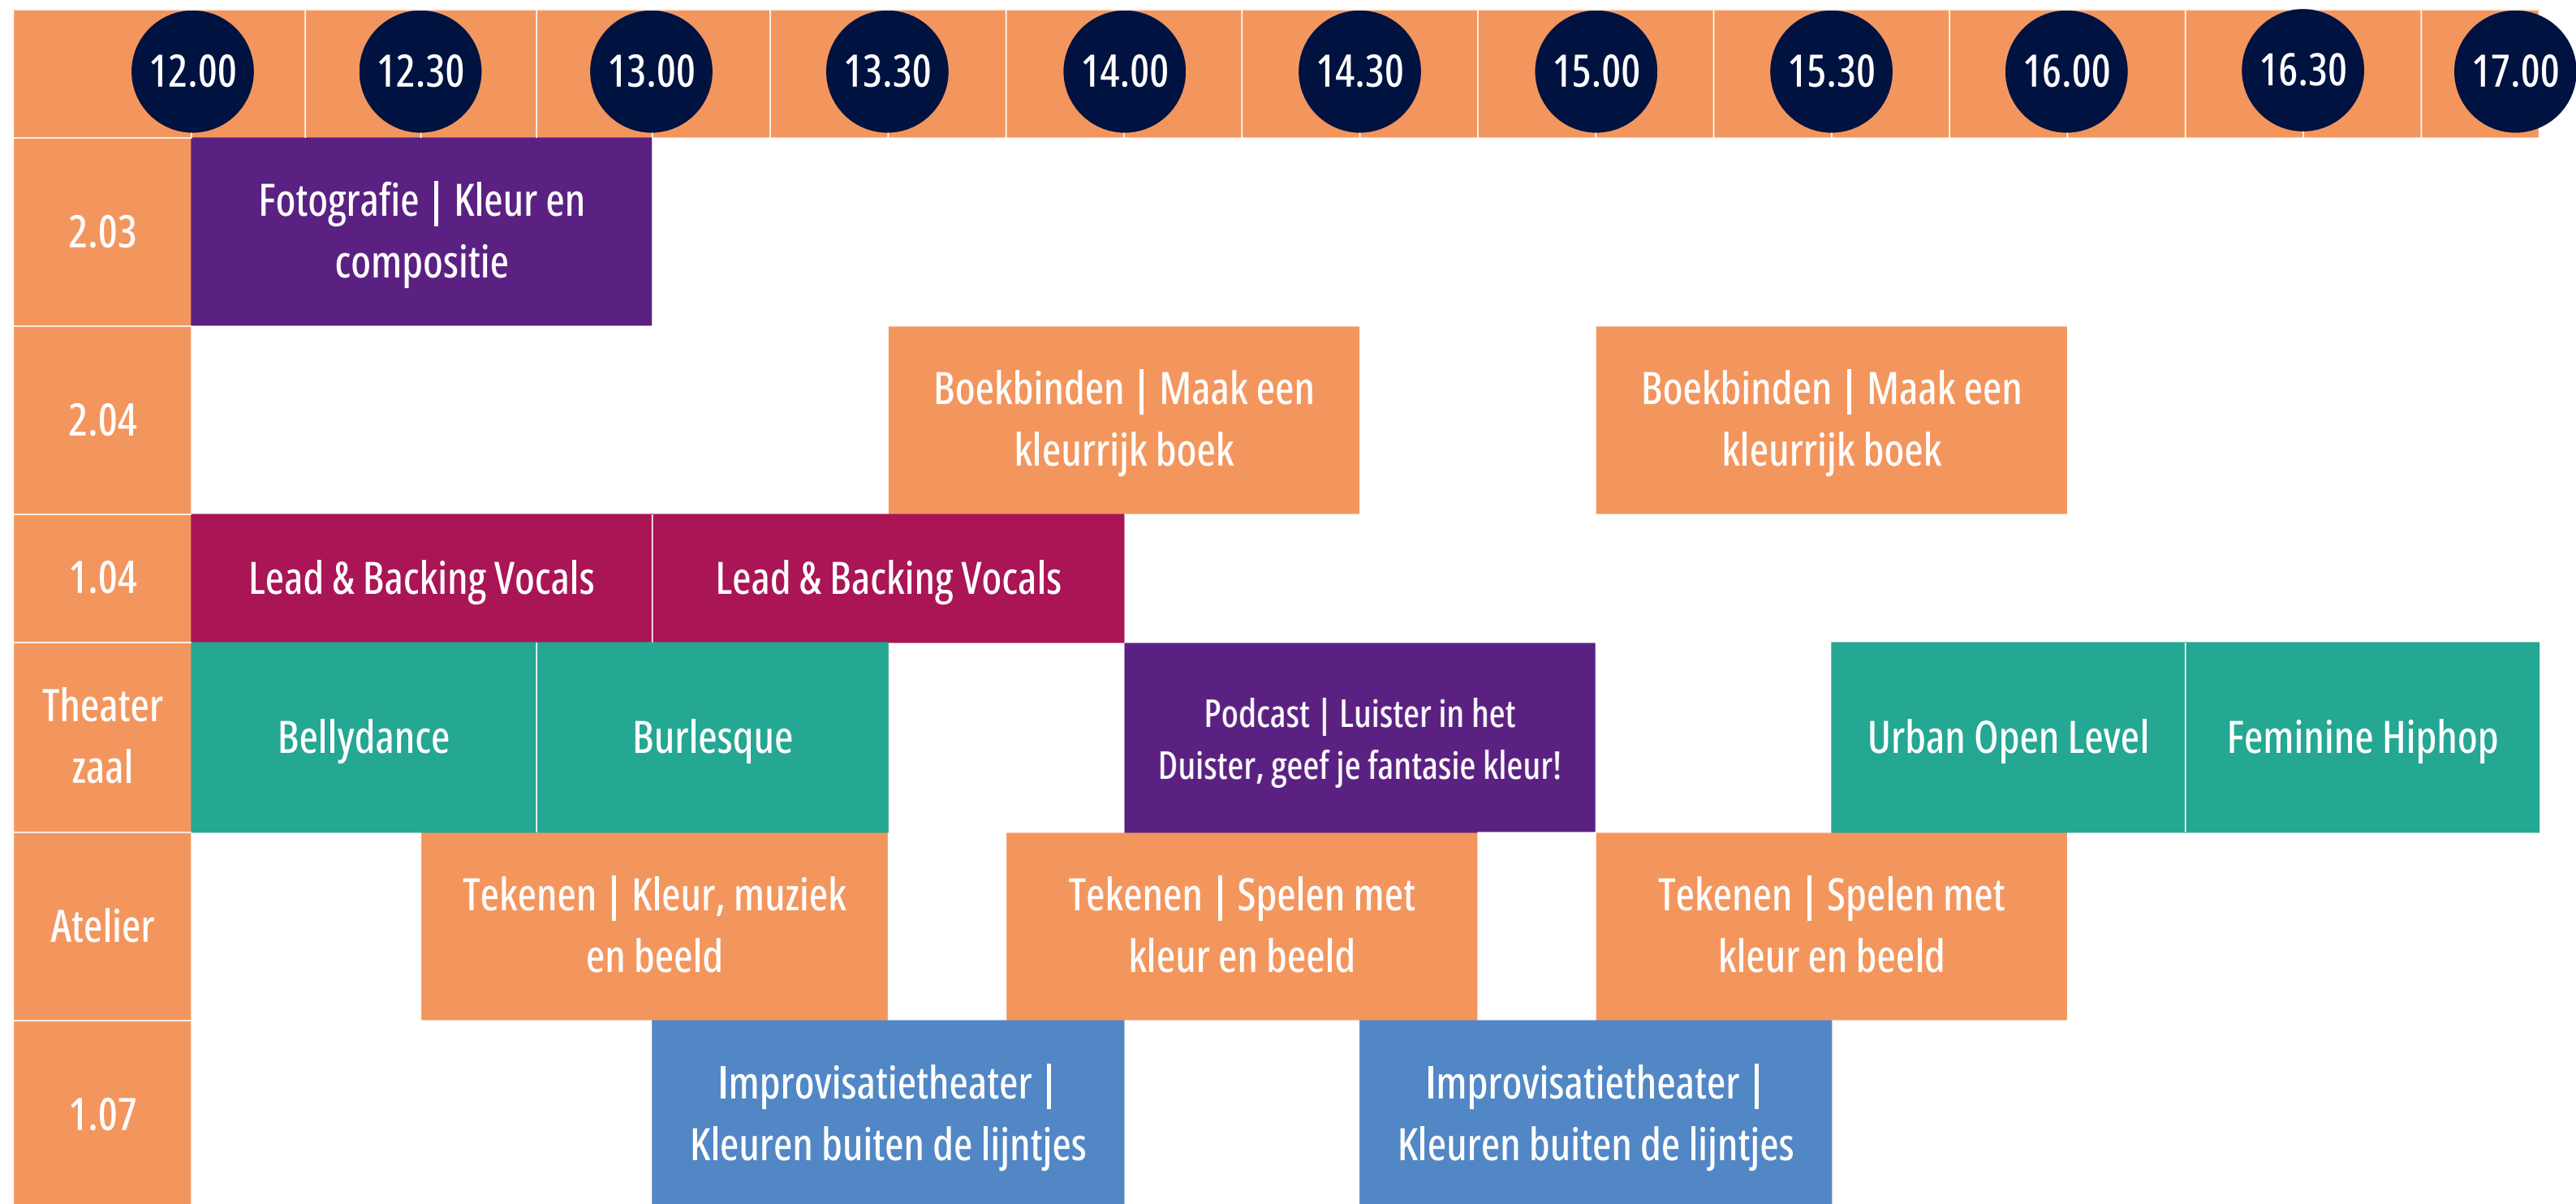 12.00 12.30 13.00 13.30 14.00 14.30 15.00 15.30 16.00 16.30 17.00
2.03
Fotografie | Kleur en
compositie
2.04
Boekbinden | Maak een
kleurrijk boek
Boekbinden | Maak een
kleurrijk boek
1.04
Lead & Backing Vocals
Lead & Backing Vocals
Theater
zaal
Bellydance
Burlesque
Podcast | Luister in het
Duister, geef je fantasie kleur!
Urban Open Level
Feminine Hiphop
Atelier
Tekenen | Kleur, muziek
en beeld
Tekenen | Spelen met
kleur en beeld
Tekenen | Spelen met
kleur en beeld
1.07
Improvisatietheater |
Kleuren buiten de lijntjes
Improvisatietheater |
Kleuren buiten de lijntjes